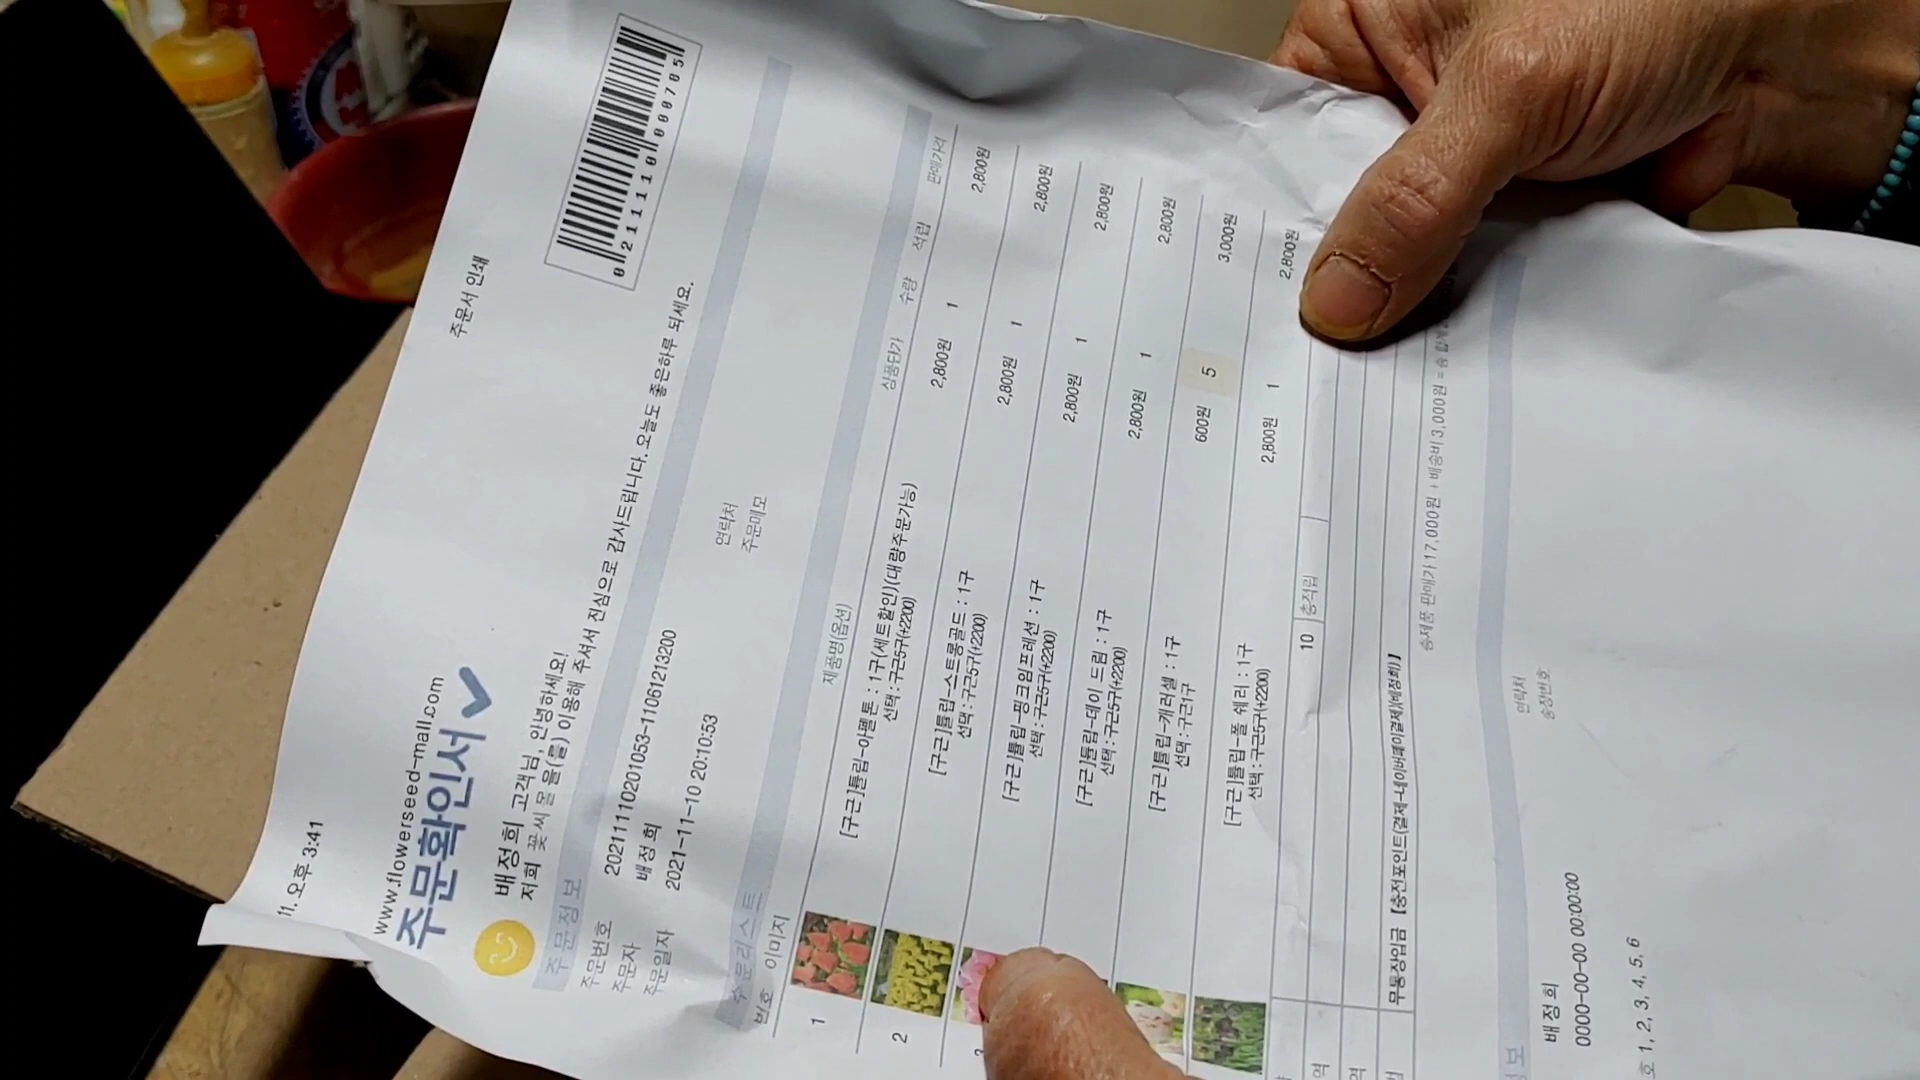 11. 오후 3:41
주문서 인쇄
www.flowerseed-mall.com
주문확인서
배정희 고객님, 안녕하세요!
저희 꽃씨몰을(를) 이용해 주셔서 진심으로 감사드립니다. 오늘도 좋은하루 되세요.
0211110000705
주문정보
주문번호 20211110201053-11061213200
주문자 배정희 연락처
주문일자 2021-11-10 20:10:53 주문메모
주문리스트
번호 이미지 제품명(옵션) 상품단가 수량 적립 판매가격
1 [구근]튤립-아펠톤 : 1구(세트할인)(대량주문가능) 2,800원 1 2,800원
선택 : 구근5구(+2200)
2 [구근]튤립-스트롱골드 : 1구 2,800원 1 2,800원
선택 : 구근5구(+2200)
3 [구근]튤립-핑크임프레션 : 1구 2,800원 1 2,800원
선택 : 구근5구(+2200)
[구근]튤립-데이 드림 : 1구 2,800원 1 2,800원
선택 : 구근5구(+2200)
[구근]튤립-캐러셀 : 1구 600원 5 3,000원
선택 : 구근1구
[구근]튤립-폴 쉐리 : 1구 2,800원 1 2,800원
선택 : 구근5구(+2200)
10 총적립
역
역
무통장입금 [충전포인트(결제-네이버페이결제)(배정희)]
총제품 판매가 17,000원 + 배송비 3,000원 = 총 합계
정보
배정희 연락처
0000-00-00 00:00:00 송장번호
호 1, 2, 3, 4, 5, 6